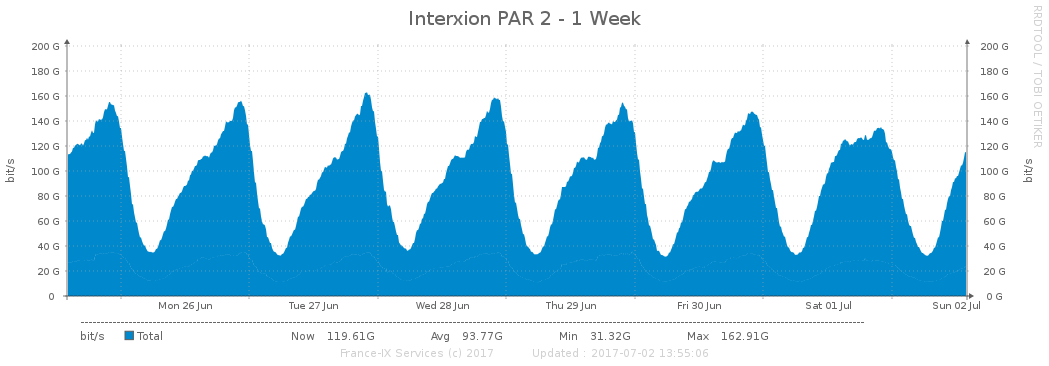 Interxion PAR 2 - 1 Week
RRDTOOL / TOBI OETIKER
200 G 200 G
180 G 180 G
160 G 160 G
140 G 140 G
120 G 120 G
100 G 100 G
80 G 80 G
60 G 60 G
40 G 40 G
20 G 20 G
0 0 G
bit/s
bit/s
Mon 26 Jun Tue 27 Jun Wed 28 Jun Thu 29 Jun Fri 30 Jun Sat 01 Jul Sun 02 Jul
bit/s Total Now 119.61G Avg 93.77G Min 31.32G Max 162.91G
France-IX Services (c) 2017 Updated : 2017-07-02 13:55:06